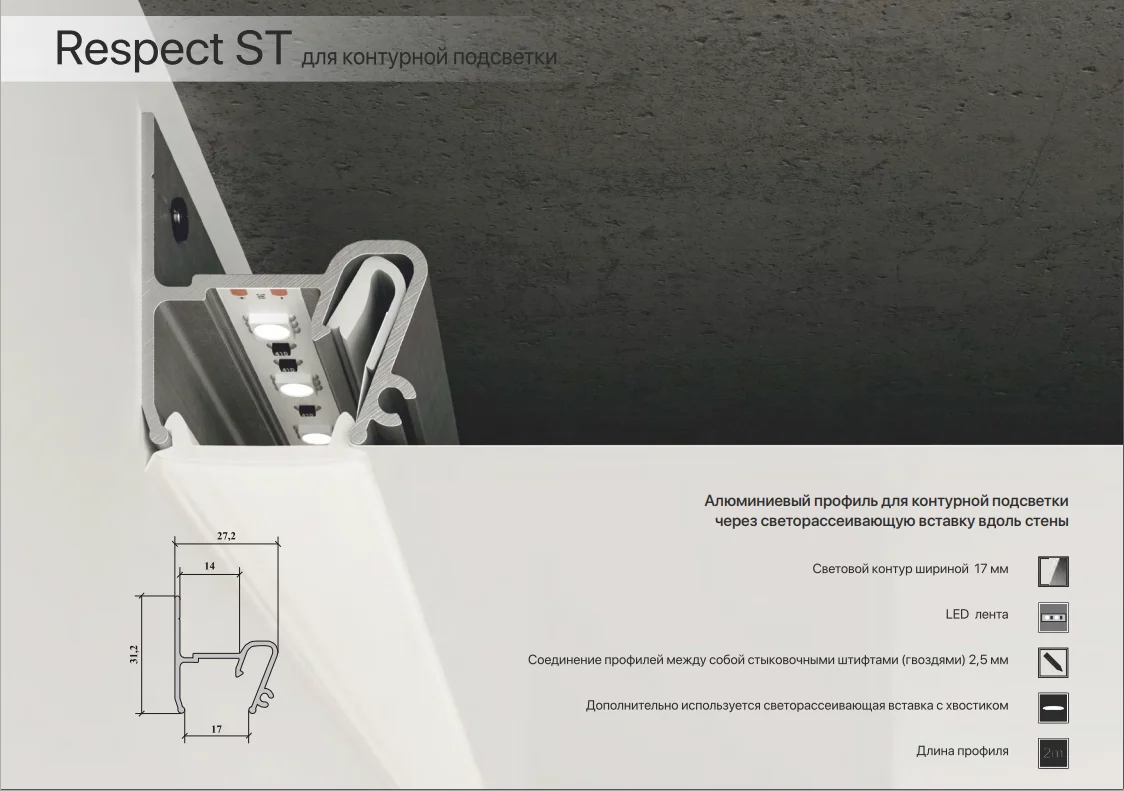 Respect ST для контурной подсветки
Алюминиевый профиль для контурной подсветки
через светорассеивающую вставку вдоль стены
27,2
14
31,2
17
Световой контур шириной 17 мм
LED лента
Соединение профилей между собой стыковочными штифтами (гвоздями) 2,5 мм
Дополнительно используется светорассеивающая вставка с хвостиком
Длина профиля
2m